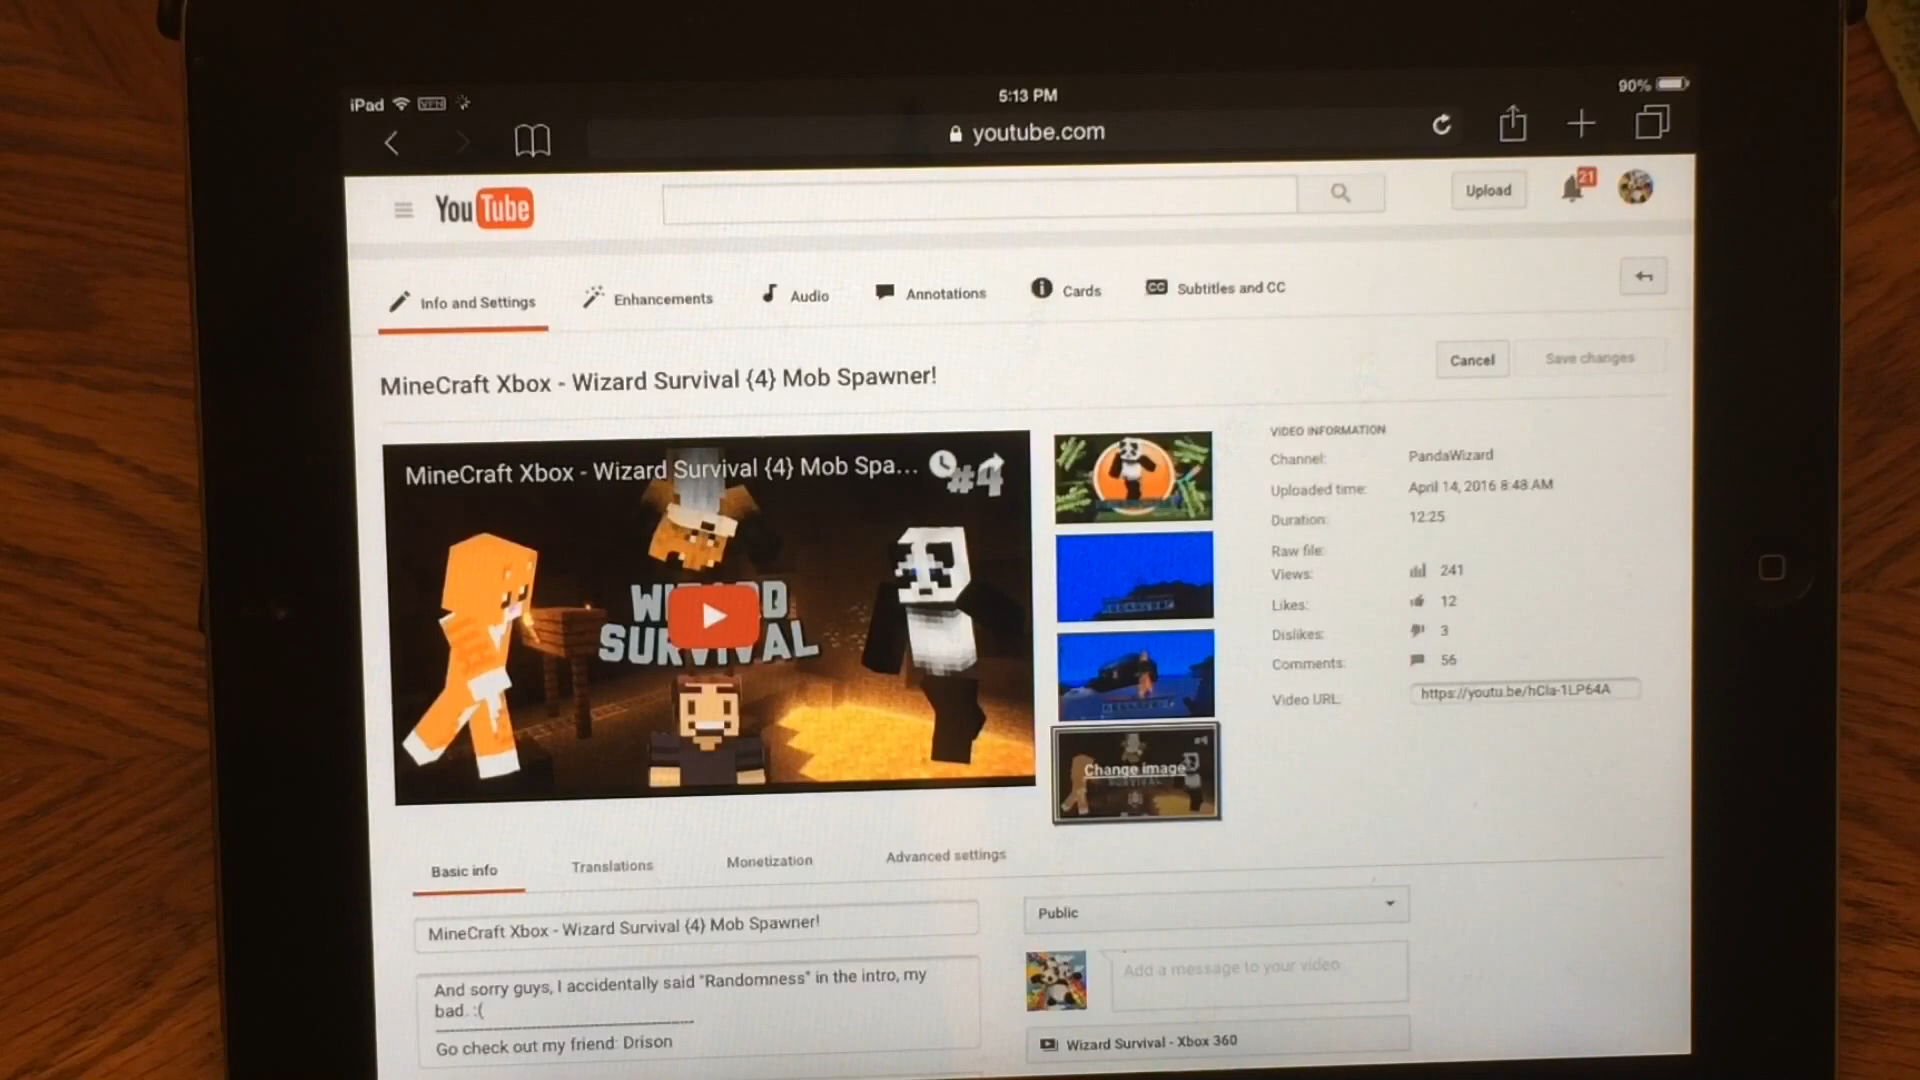 iPad VPN 5:13 PM 90%
youtube.com
YouTube Upload 21
Info and Settings Enhancements Audio Annotations Cards CC Subtitles and CC
MineCraft Xbox - Wizard Survival {4} Mob Spawner! Cancel Save changes
MineCraft Xbox - Wizard Survival {4} Mob Spa... #4
SURVIVAL
Change image
#4
SURVIVAL
VIDEO INFORMATION
Channel: PandaWizard
Uploaded time: April 14, 2016 8:48 AM
Duration: 12:25
Raw file:
Views: 241
Likes: 12
Dislikes: 3
Comments: 56
Video URL: https://youtu.be/hCla-1LP64A
Basic info Translations Monetization Advanced settings
MineCraft Xbox - Wizard Survival {4} Mob Spawner!
And sorry guys, I accidentally said "Randomness" in the intro, my
bad. :(
Go check out my friend: Drison
Public
Add a message to your video
Wizard Survival - Xbox 360